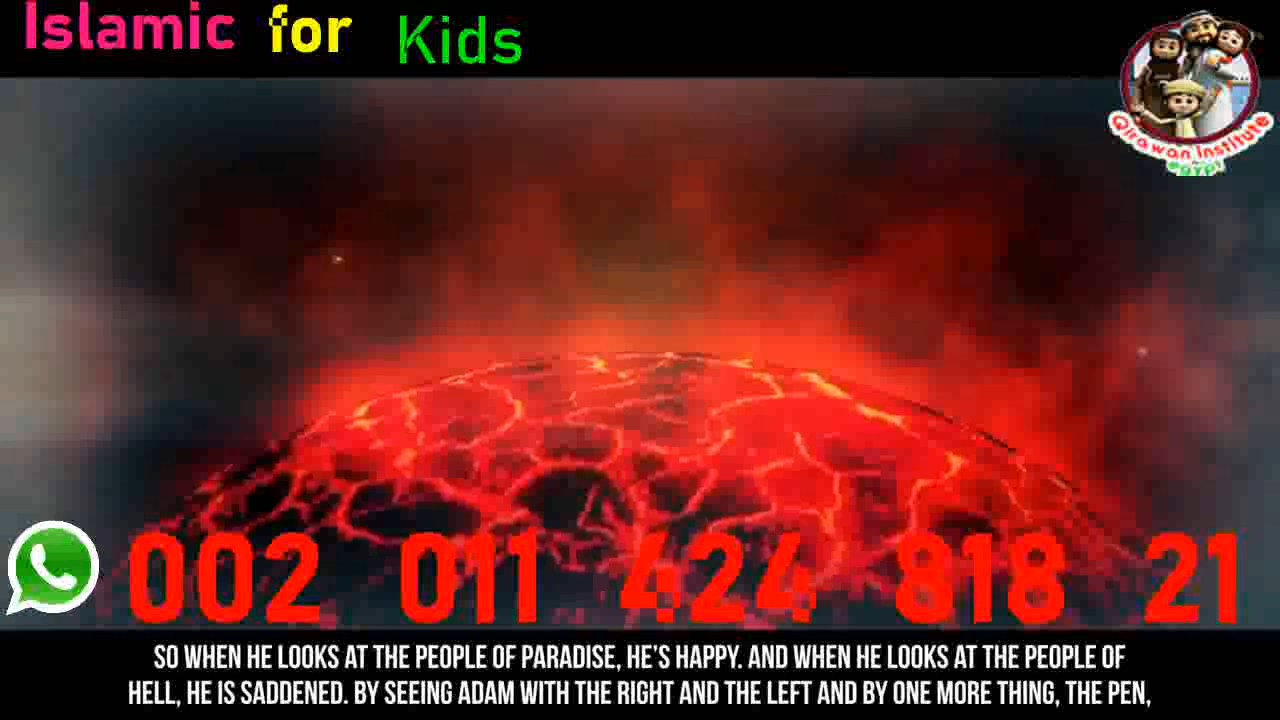 Islamic for Kids
Qirawan Institute
egypt
002 011 424 818 21
SO WHEN HE LOOKS AT THE PEOPLE OF PARADISE, HE'S HAPPY. AND WHEN HE LOOKS AT THE PEOPLE OF
HELL, HE IS SADDENED. BY SEEING ADAM WITH THE RIGHT AND THE LEFT AND BY ONE MORE THING, THE PEN,